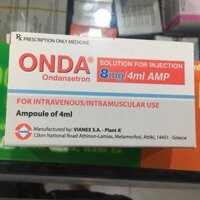 Rx PRESCRIPTION ONLY MEDICINE
ONDA®
Ondansetron
SOLUTION FOR INJECTION
8mg/4ml AMP
FOR INTRAVENOUS/INTRAMUSCULAR USE
Ampoule of 4ml
Manufactured by: VIANEX S.A. - Plant A'
12km National Road Athinon-Lamias, Metamorfosi, Attiki, 14451 - Greece